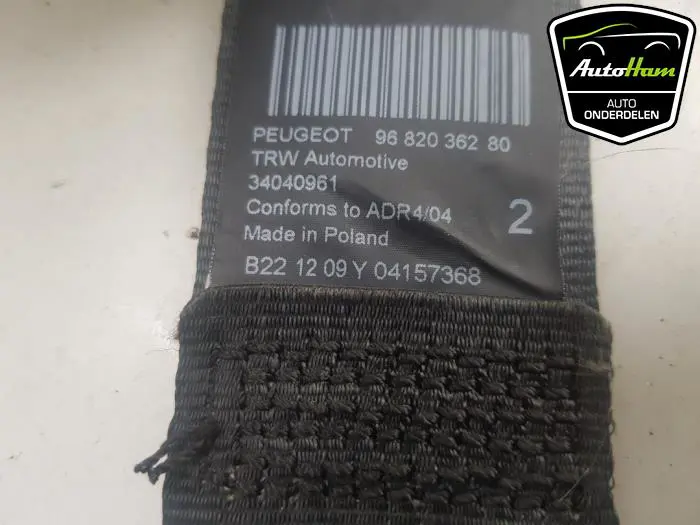 AutoHam
AUTO
ONDERDELEN
PEUGEOT 96 820 362 80
TRW Automotive
34040961
Conforms to ADR4/04
2
Made in Poland
B22 12 09 Y 04157368